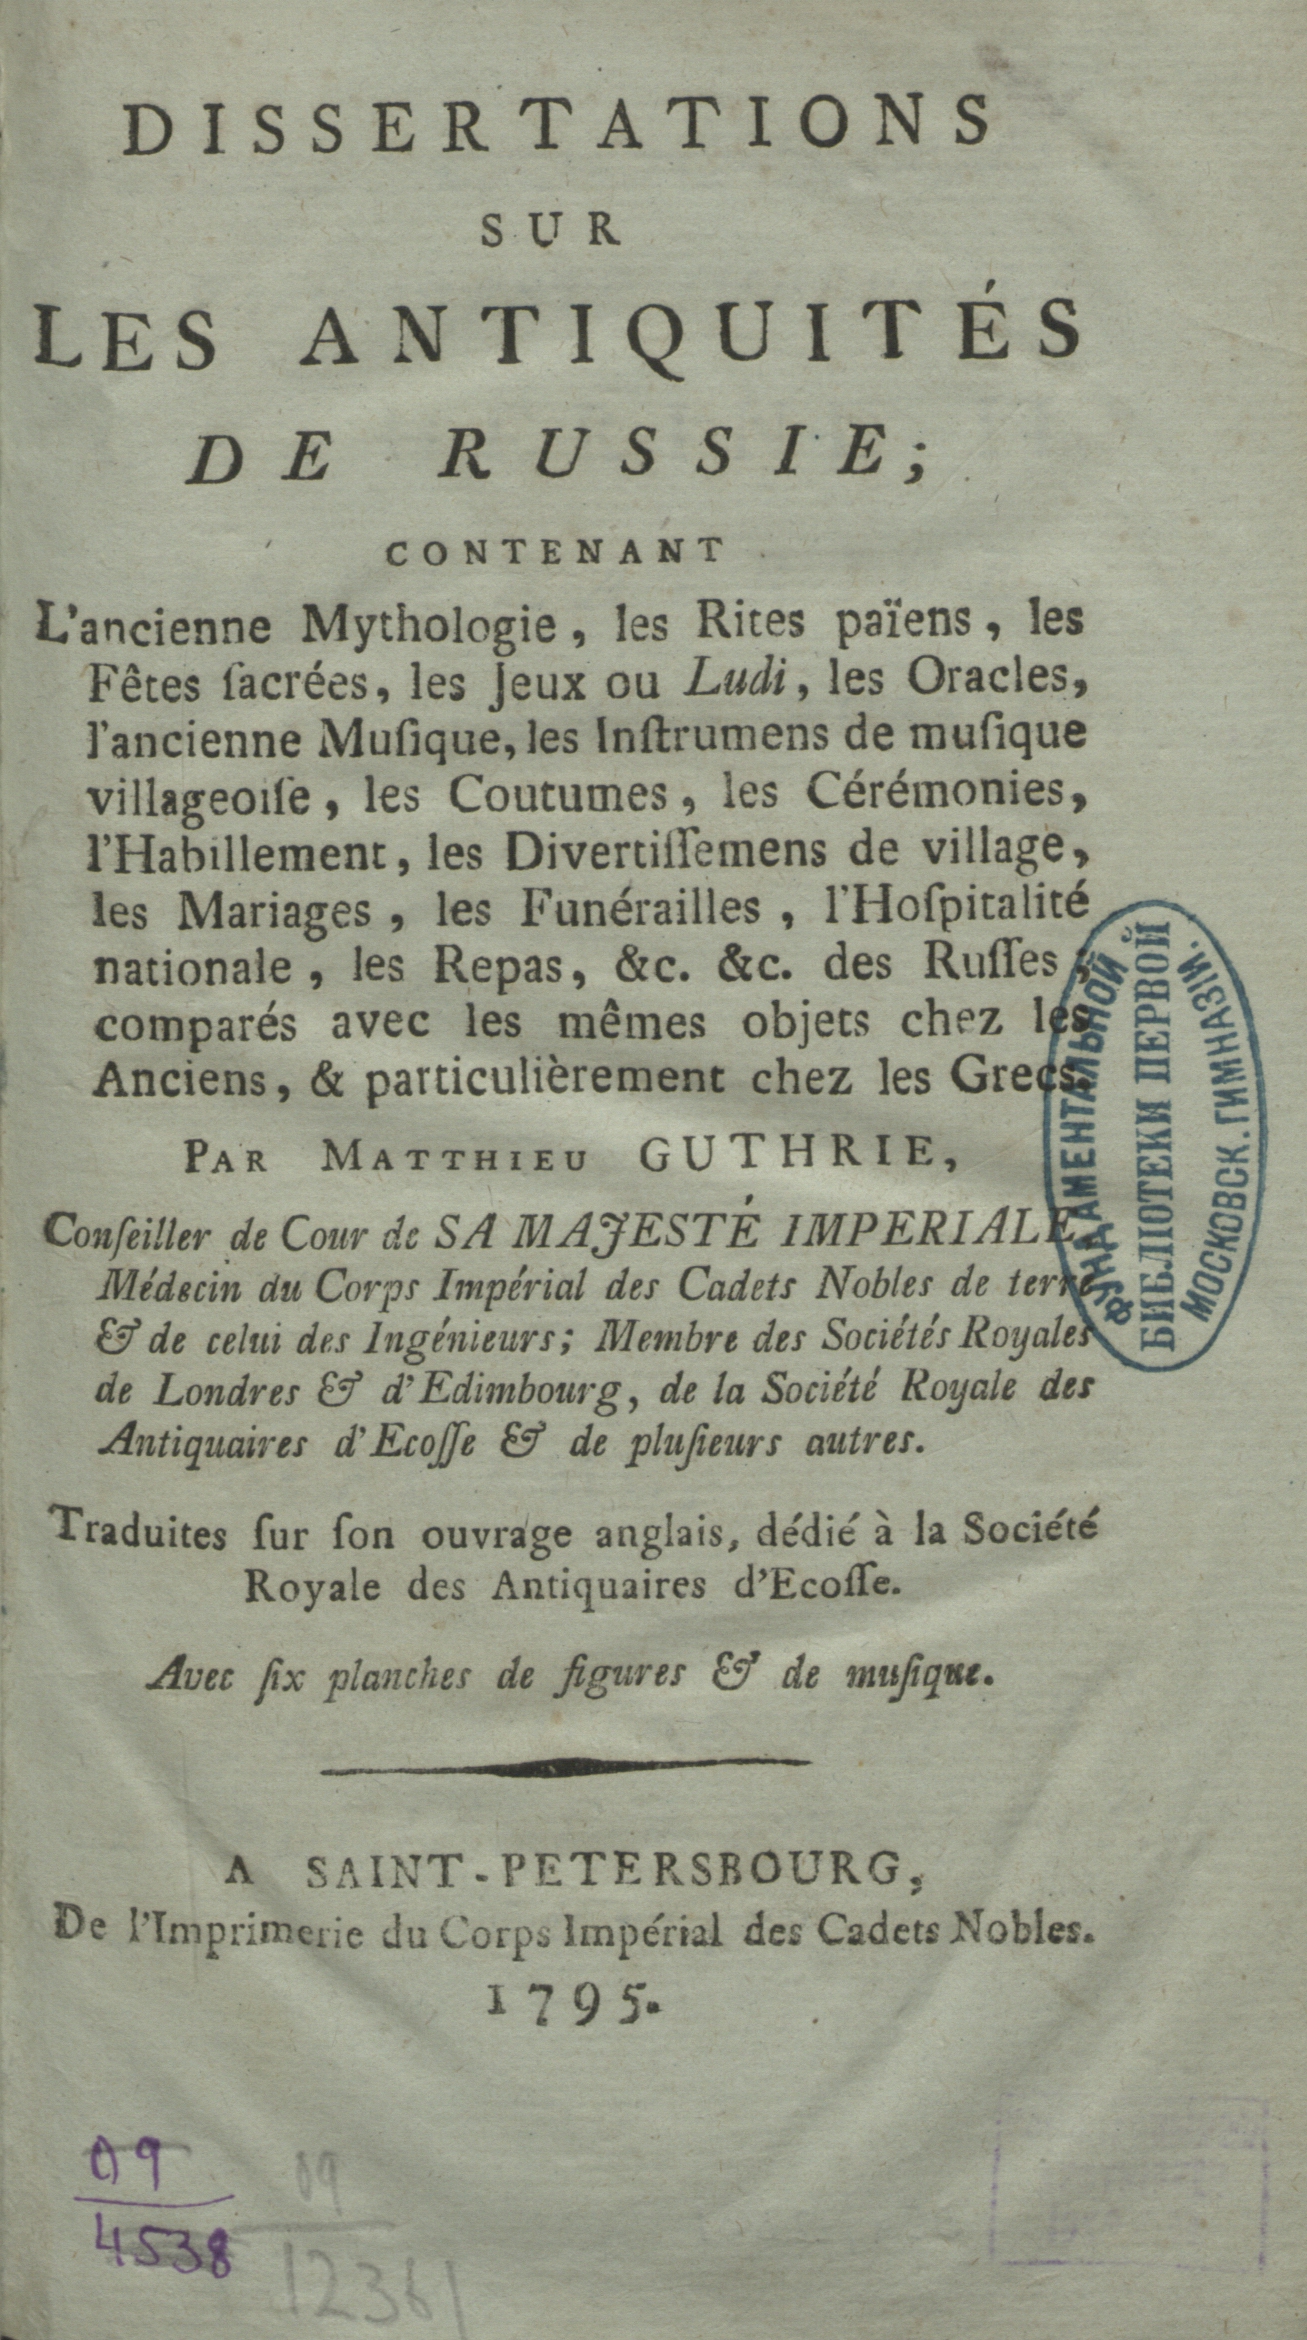 DISSERTATIONS
SUR
LES ANTIQUITÉS
DE RUSSIE;
CONTENANT
L'ancienne Mythologie, les Rites païens, les
Fêtes ſacrées, les Jeux ou Ludi, les Oracles,
l'ancienne Muſique, les Inſtrumens de muſique
villageoiſe, les Coutumes, les Cérémonies,
l'Habillement, les Divertiſſemens de village,
les Mariages, les Funérailles, l'Hoſpitalité
nationale, les Repas, &c. &c. des Ruſſes;
comparés avec les mêmes objets chez les
Anciens, & particulièrement chez les Grecs.
PAR MATTHIEU GUTHRIE,
Conſeiller de Cour de SA MAJESTÉ IMPERIALE,
Médecin du Corps Impérial des Cadets Nobles de terre
& de celui des Ingénieurs; Membre des Sociétés Royales
de Londres & d'Edimbourg, de la Société Royale des
Antiquaires d'Ecoſſe & de pluſieurs autres.
Traduites ſur ſon ouvrage anglais, dédié à la Société
Royale des Antiquaires d'Ecoſſe.
Avec ſix planches de figures & de muſique.
A SAINT-PETERSBOURG,
De l'Imprimerie du Corps Impérial des Cadets Nobles.
1795.
ФУНДАМЕНТАЛЬНОЙ
БИБЛІОТЕКИ ПЕРВОЙ
МОСКОВСК. ГИМНАЗІИ.
09
4538
09
12361